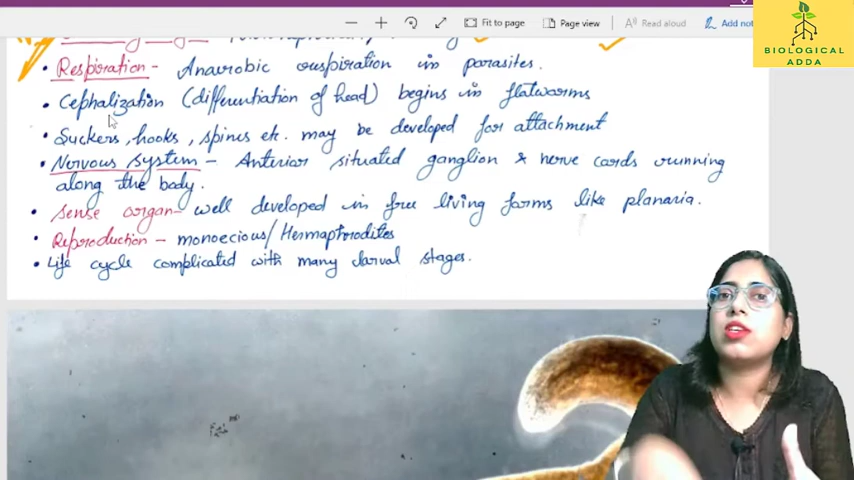 Fit to page
Page view
Read aloud
Add not
BIOLOGICAL
ADDA
• Respiration - Anaerobic respiration in parasites.
• Cephalization (differentiation of head) begins in flatworms
• Suckers, hooks, spines etc. may be developed for attachment
• Nervous system - Anterior situated ganglion & nerve cords running
along the body.
• Sense organ - well developed in free living forms like planaria.
• Reproduction - monoecious/Hermaphrodites
• Life cycle complicated with many larval stages.